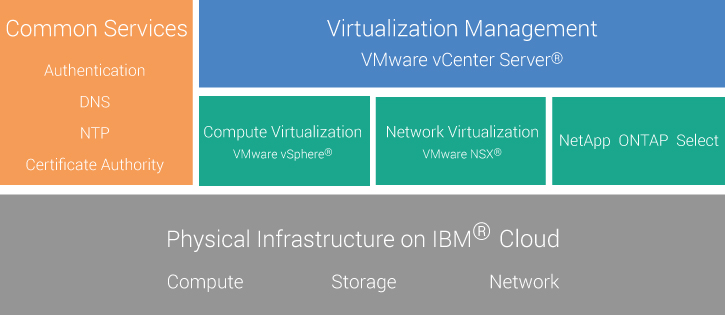 Common Services
Authentication
DNS
NTP
Certificate Authority
Virtualization Management
VMware vCenter Server®
Compute Virtualization
VMware vSphere®
Network Virtualization
VMware NSX®
NetApp ONTAP Select
Physical Infrastructure on IBM® Cloud
Compute Storage Network